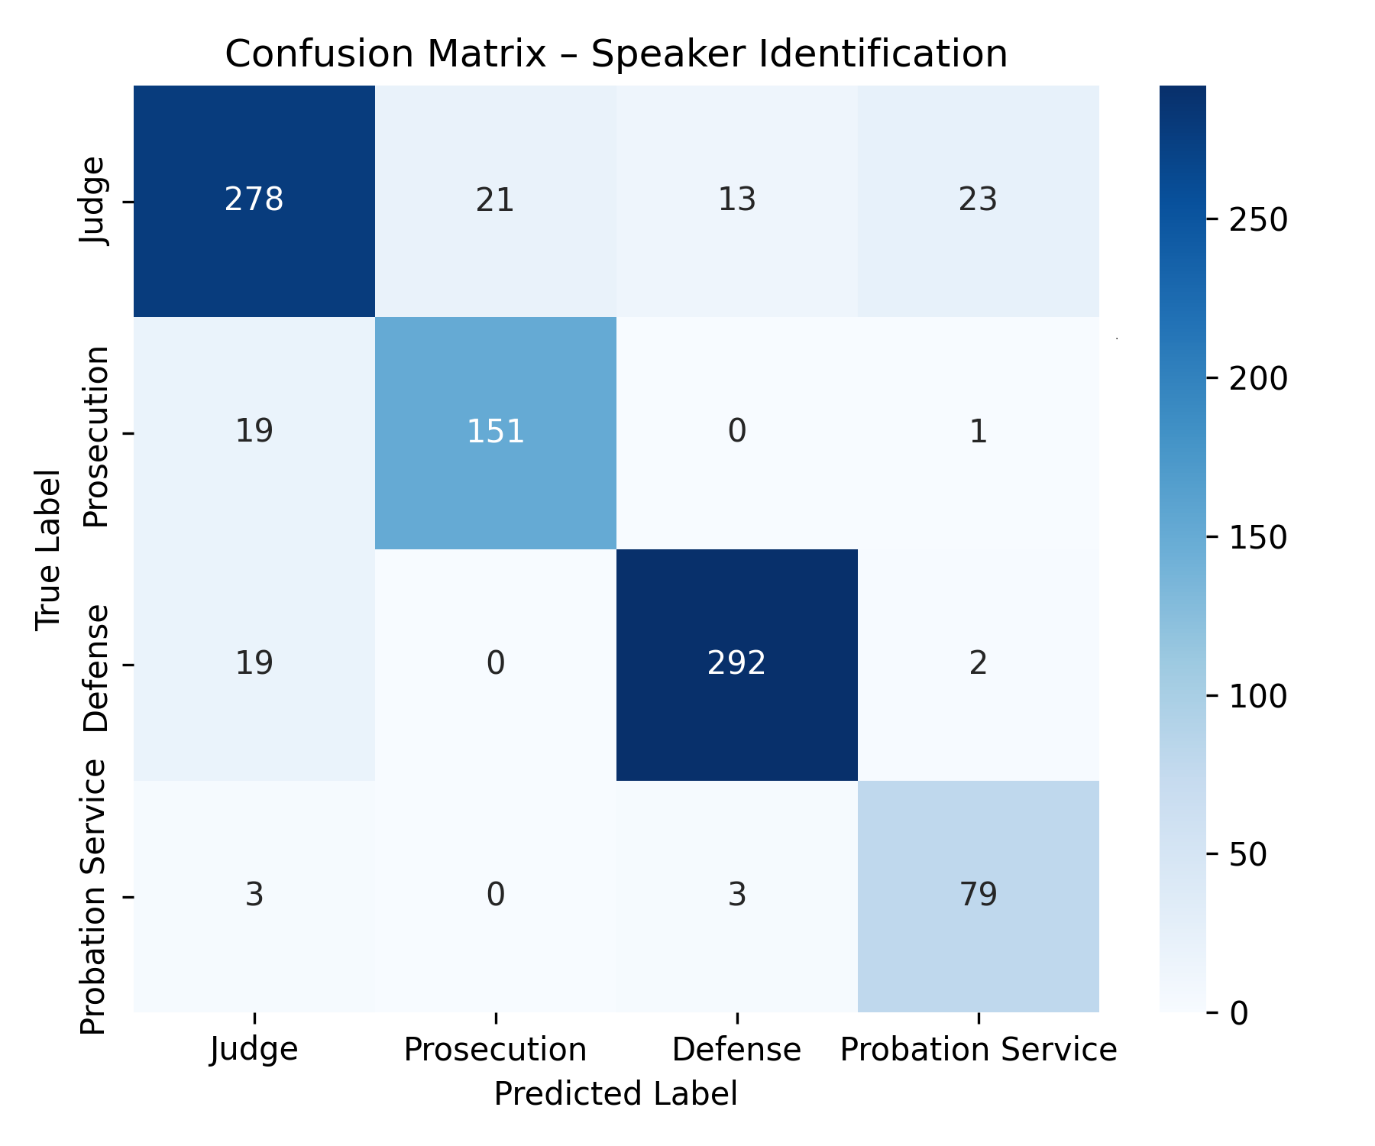 Confusion Matrix – Speaker Identification
True Label
Judge
278 21 13 23
Prosecution
19 151 0 1
Defense
19 0 292 2
Probation Service
3 0 3 79
Judge Prosecution Defense Probation Service
Predicted Label
250
200
150
100
50
0